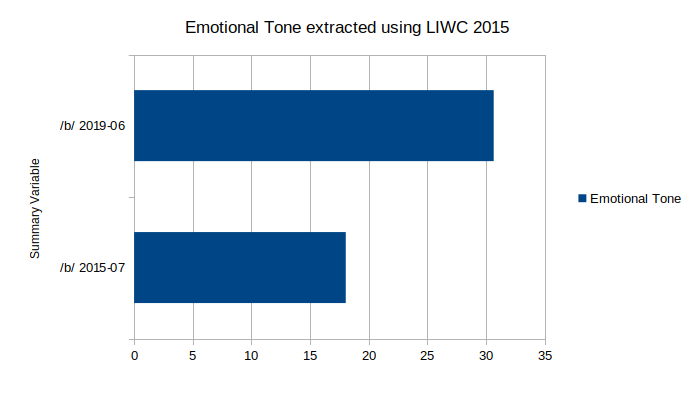 Emotional Tone extracted using LIWC 2015
/b/ 2019-06
Summary Variable
Emotional Tone
/b/ 2015-07
0 5 10 15 20 25 30 35